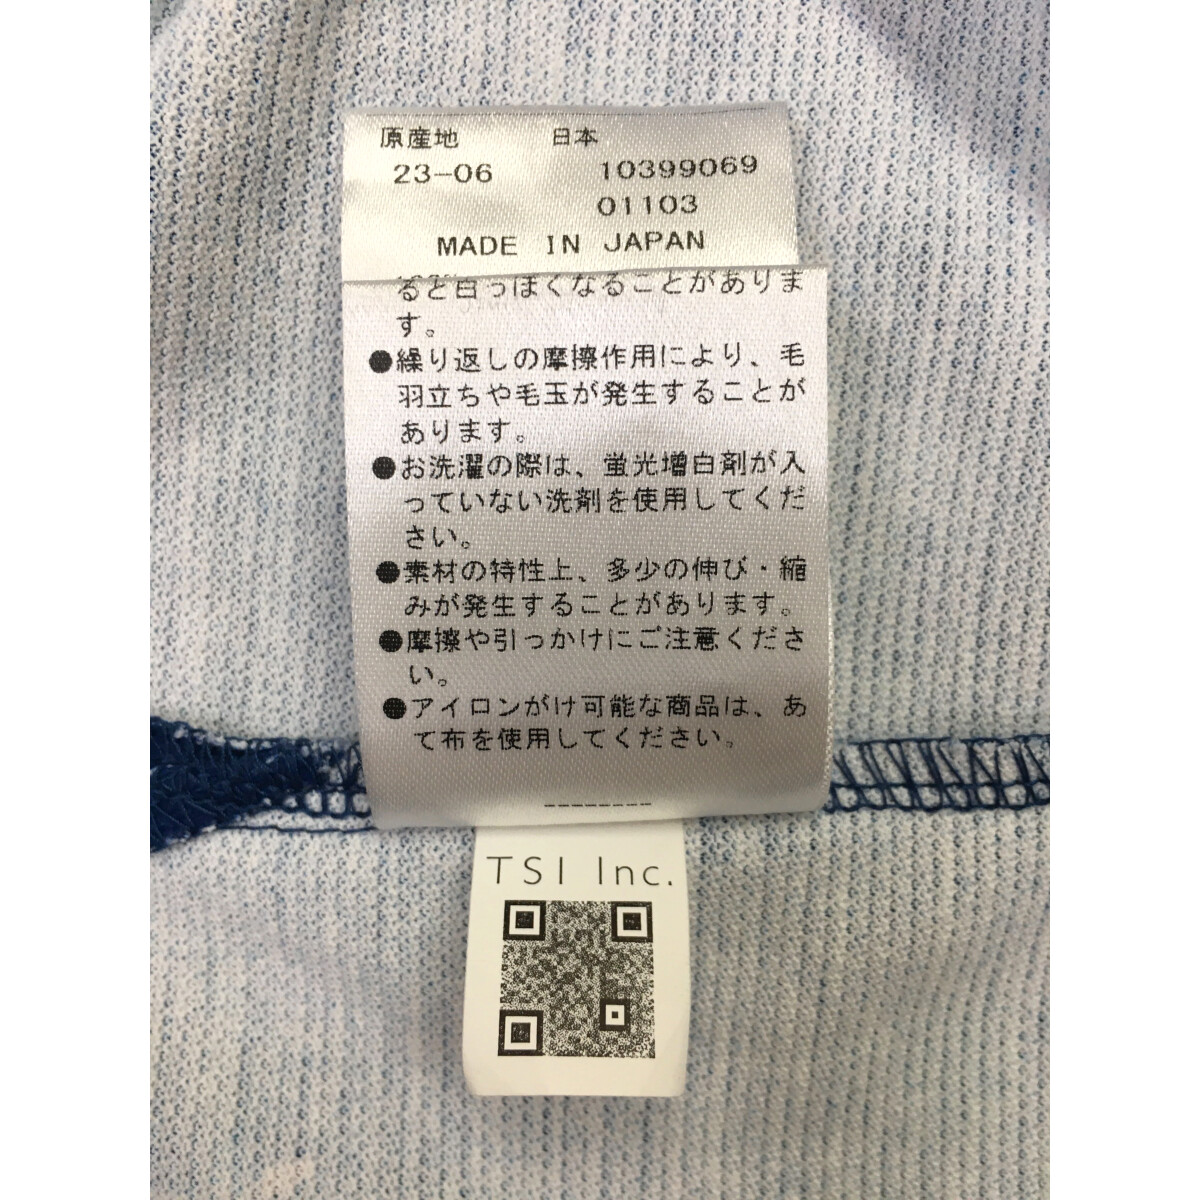 原産地 日本
23-06 10399069
01103
MADE IN JAPAN
ると白っぽくなることがありま
す。
●繰り返しの摩擦作用により、毛
羽立ちや毛玉が発生することが
あります。
●お洗濯の際は、蛍光増白剤が入
っていない洗剤を使用してくだ
さい。
●素材の特性上、多少の伸び・縮
みが発生することがあります。
●摩擦や引っかけにご注意くださ
い。
●アイロンがけ可能な商品は、あ
て布を使用してください。
--------
TSI Inc.